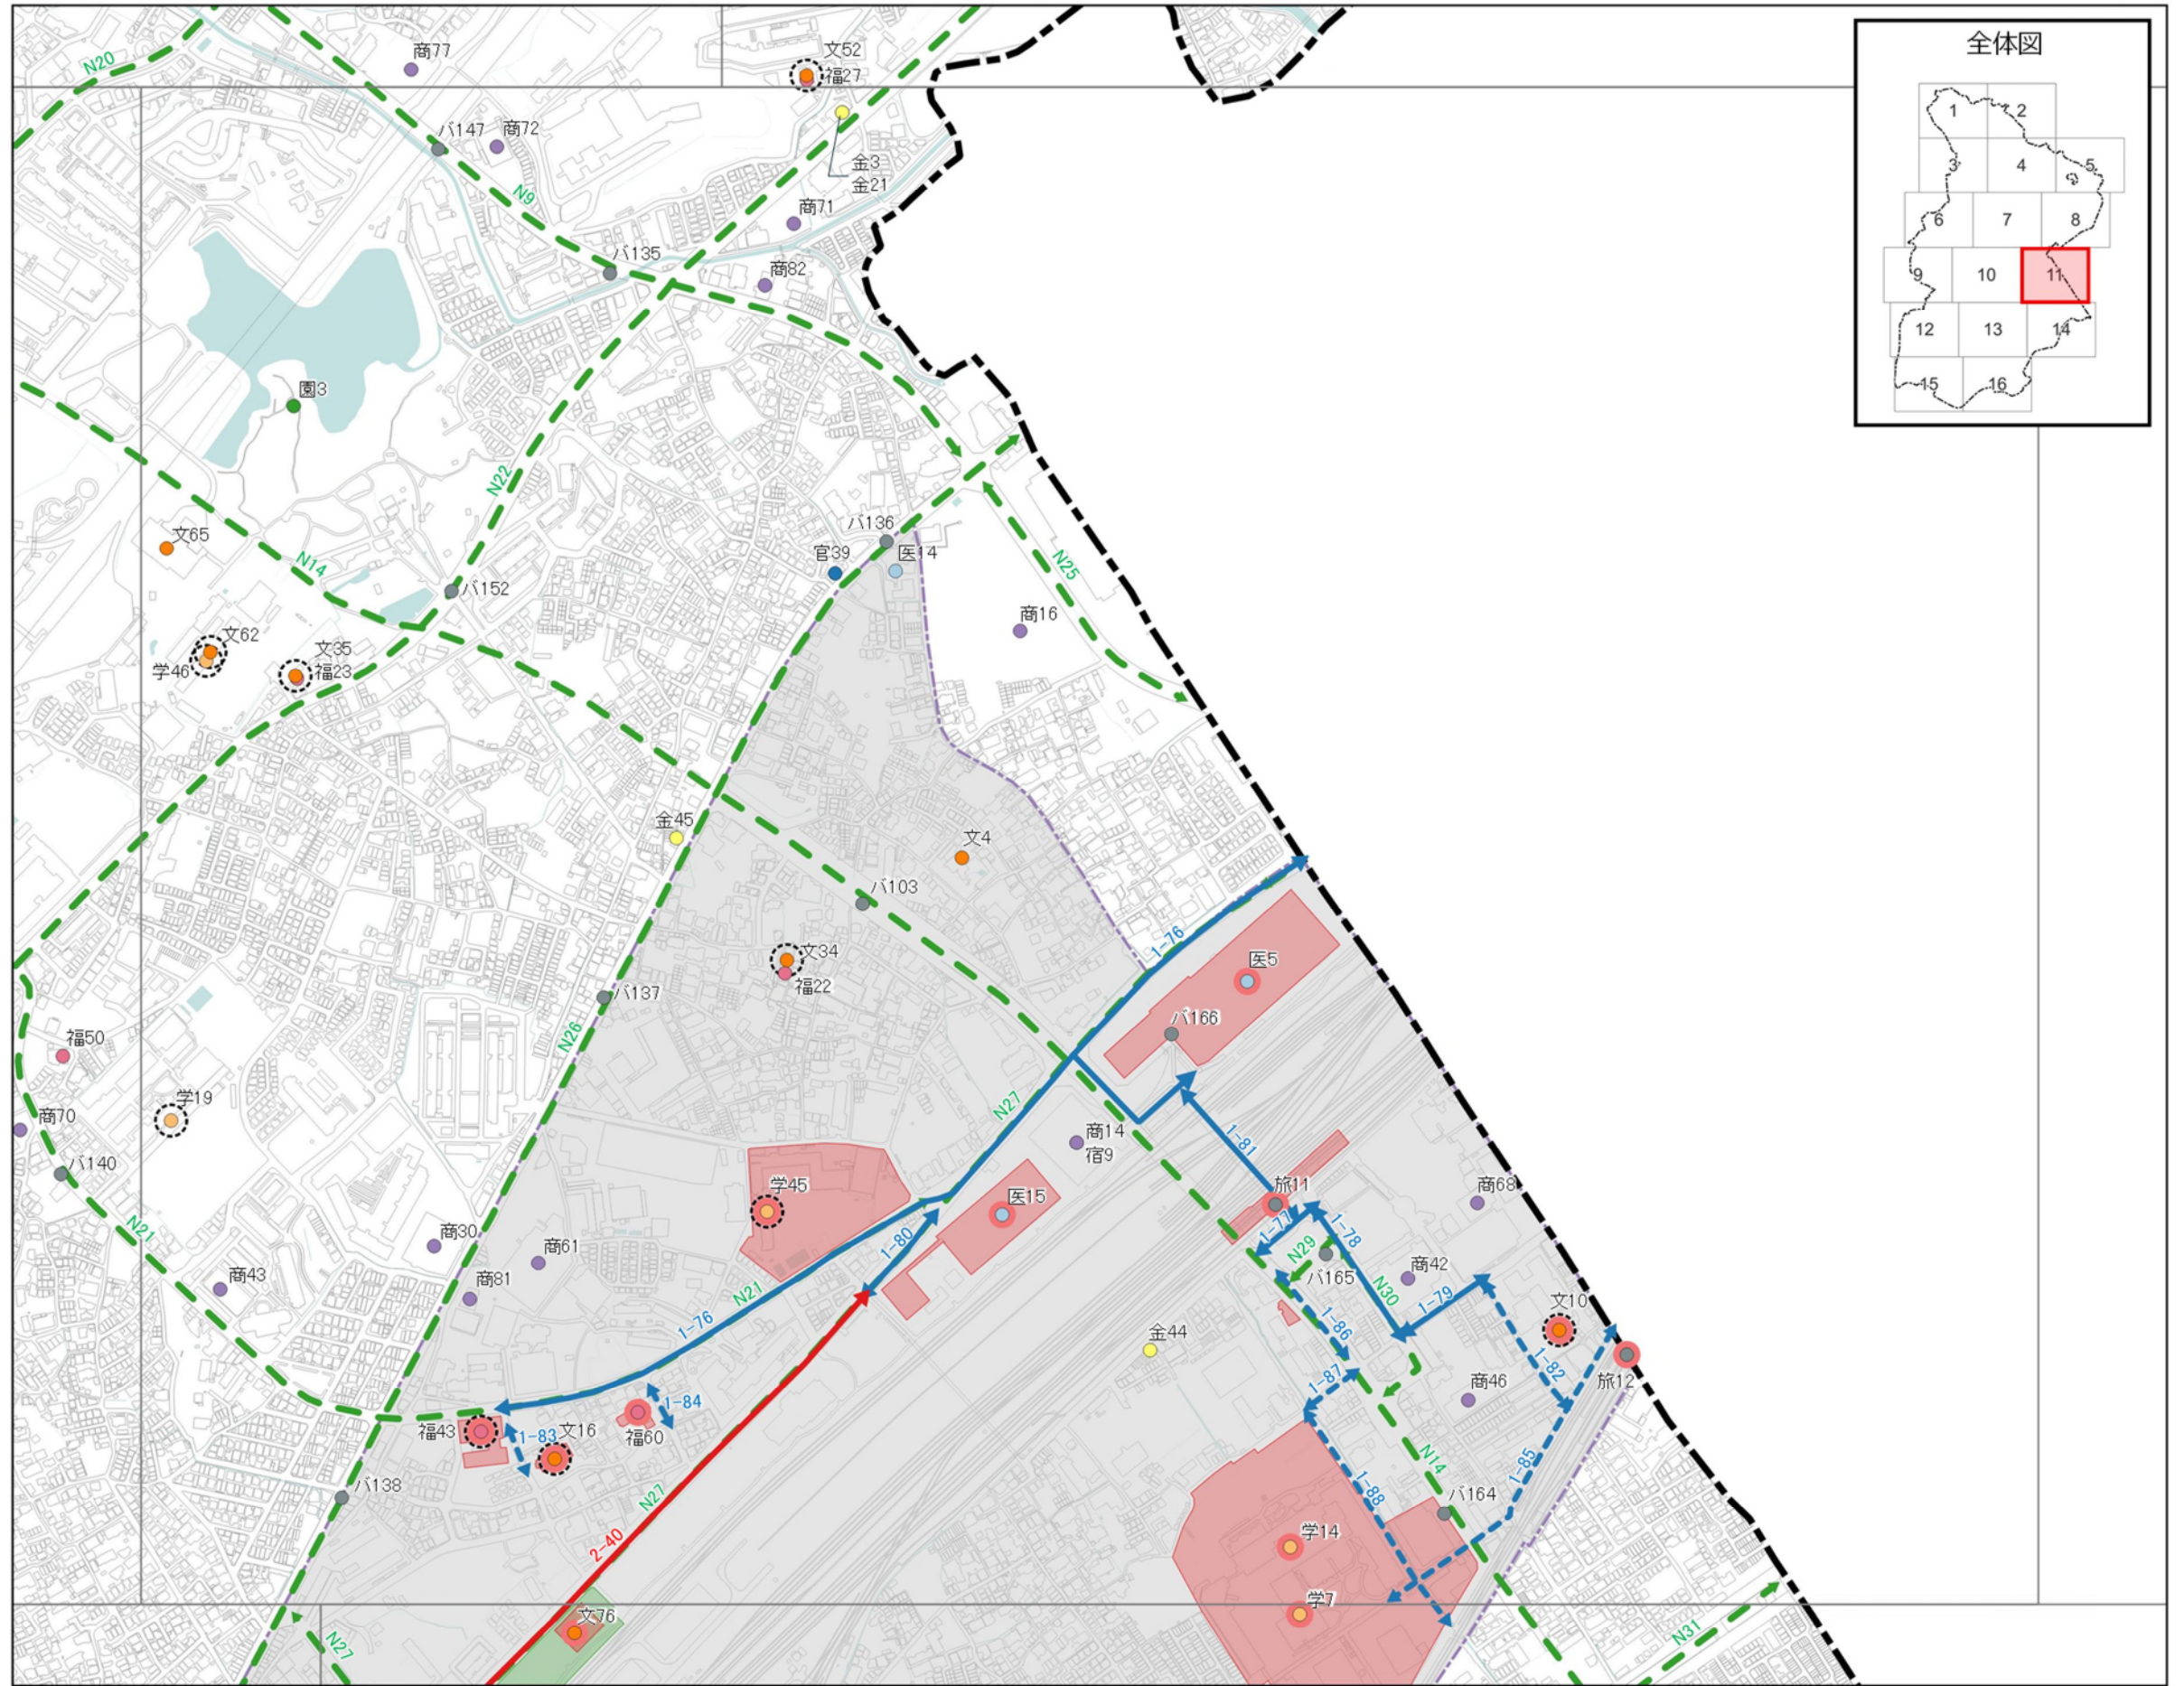 全体図
1
2
3
4
5
6
7
8
9
10
11
12
13
14
15
16
N20
商77
文52
福27
バ147
商72
金3
金21
N9
商71
バ135
商82
園3
N22
文65
バ136
官39
医14
N25
N14
バ152
商16
文62
学46
文35
福23
金45
文4
バ103
1-76
文34
福22
医5
バ137
バ166
N26
福50
学19
N27
商70
商14
宿9
1-81
バ140
学45
旅11
医15
商68
N21
商30
1-80
1-77
1-78
商61
N29
商43
商81
バ165
商42
N21
N30
1-79
1-76
1-86
金44
文10
1-82
旅12
1-87
商46
1-84
福43
1-83
文16
福60
N14
1-85
バ138
1-88
バ164
N27
2-40
学14
学7
文76
N27
N31